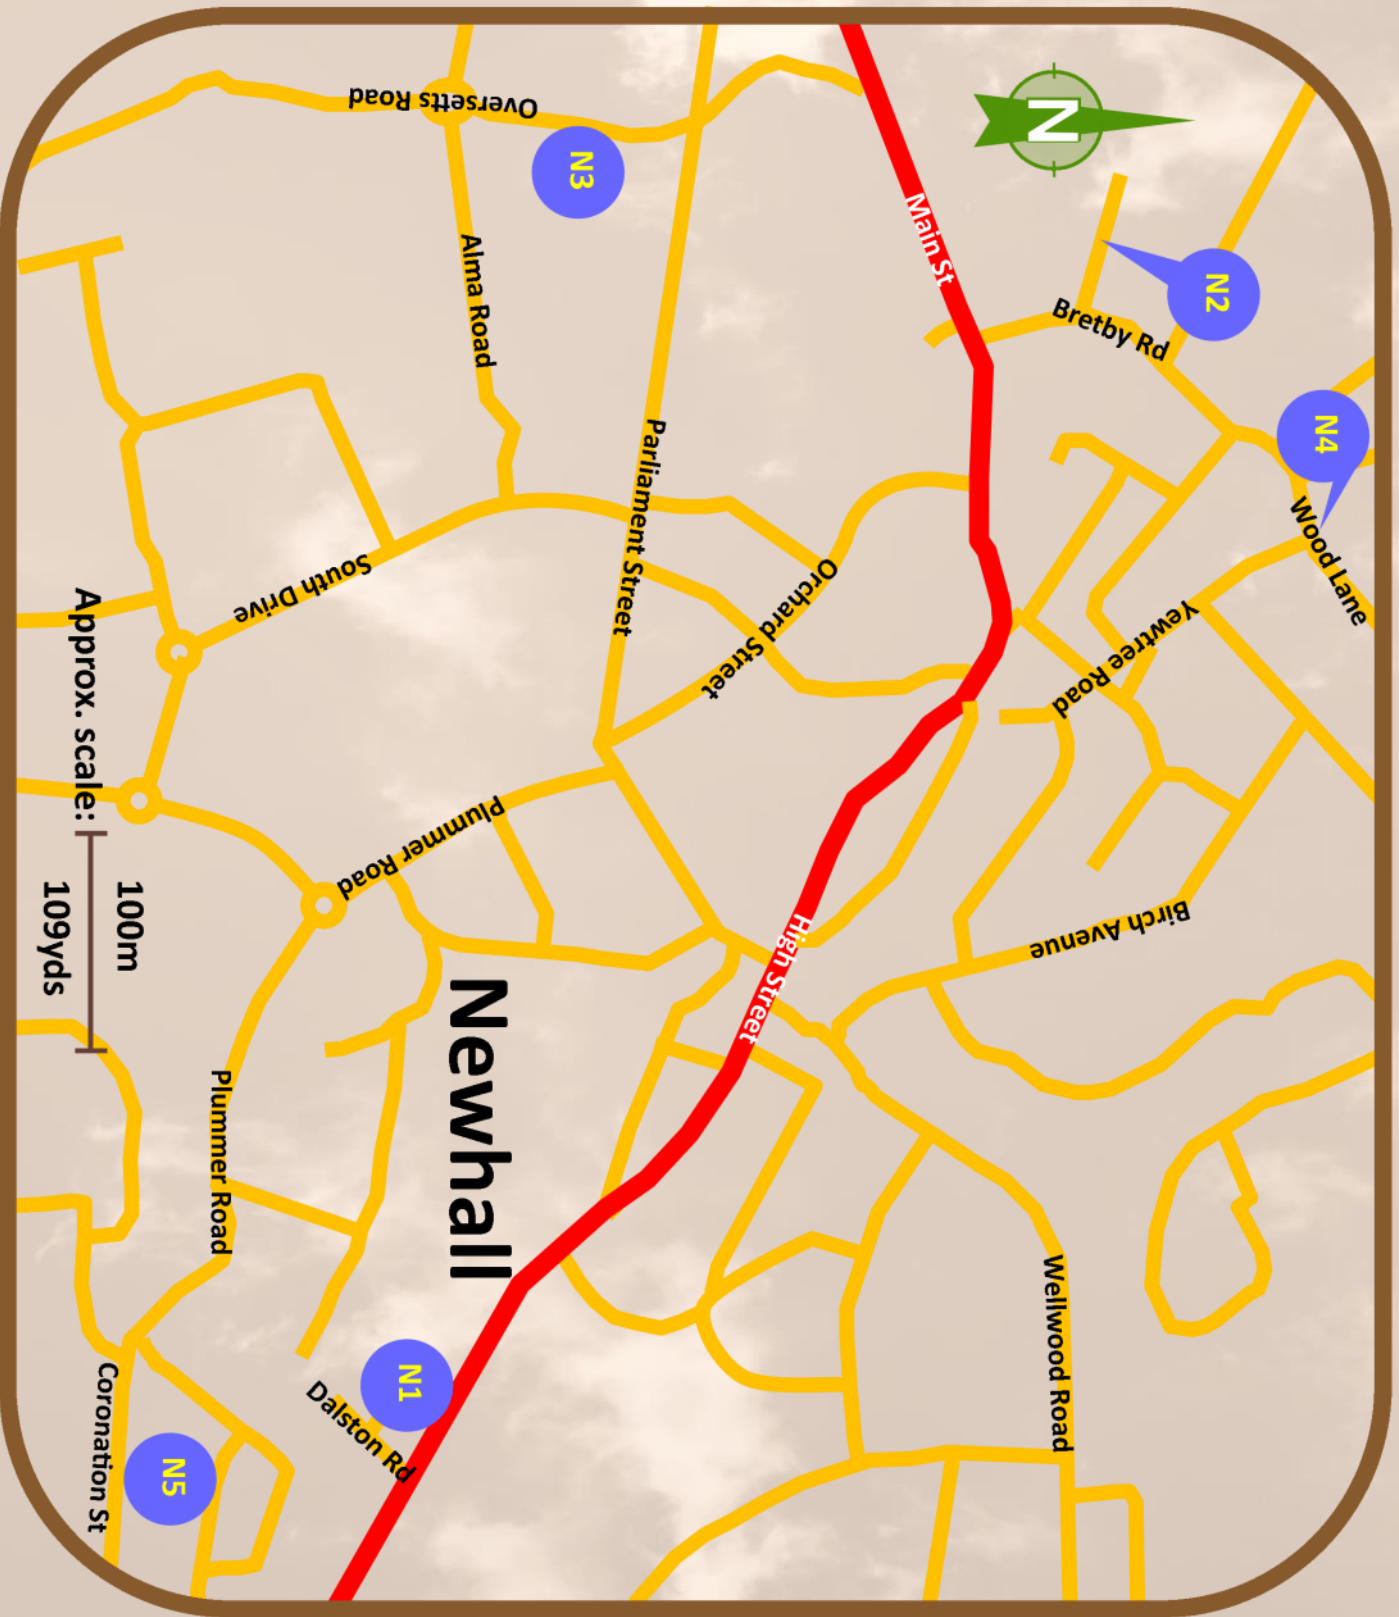 N
N2
Bretby Rd
N4
Wood Lane
Main St
Yewtree Road
Birch Avenue
Oversetts Road
N3
Alma Road
Parliament Street
Orchard Street
South Drive
High Street
Plummer Road
Newhall
Wellwood Road
Plummer Road
Approx. scale:
100m
109yds
N1
Dalston Rd
Coronation St
N5